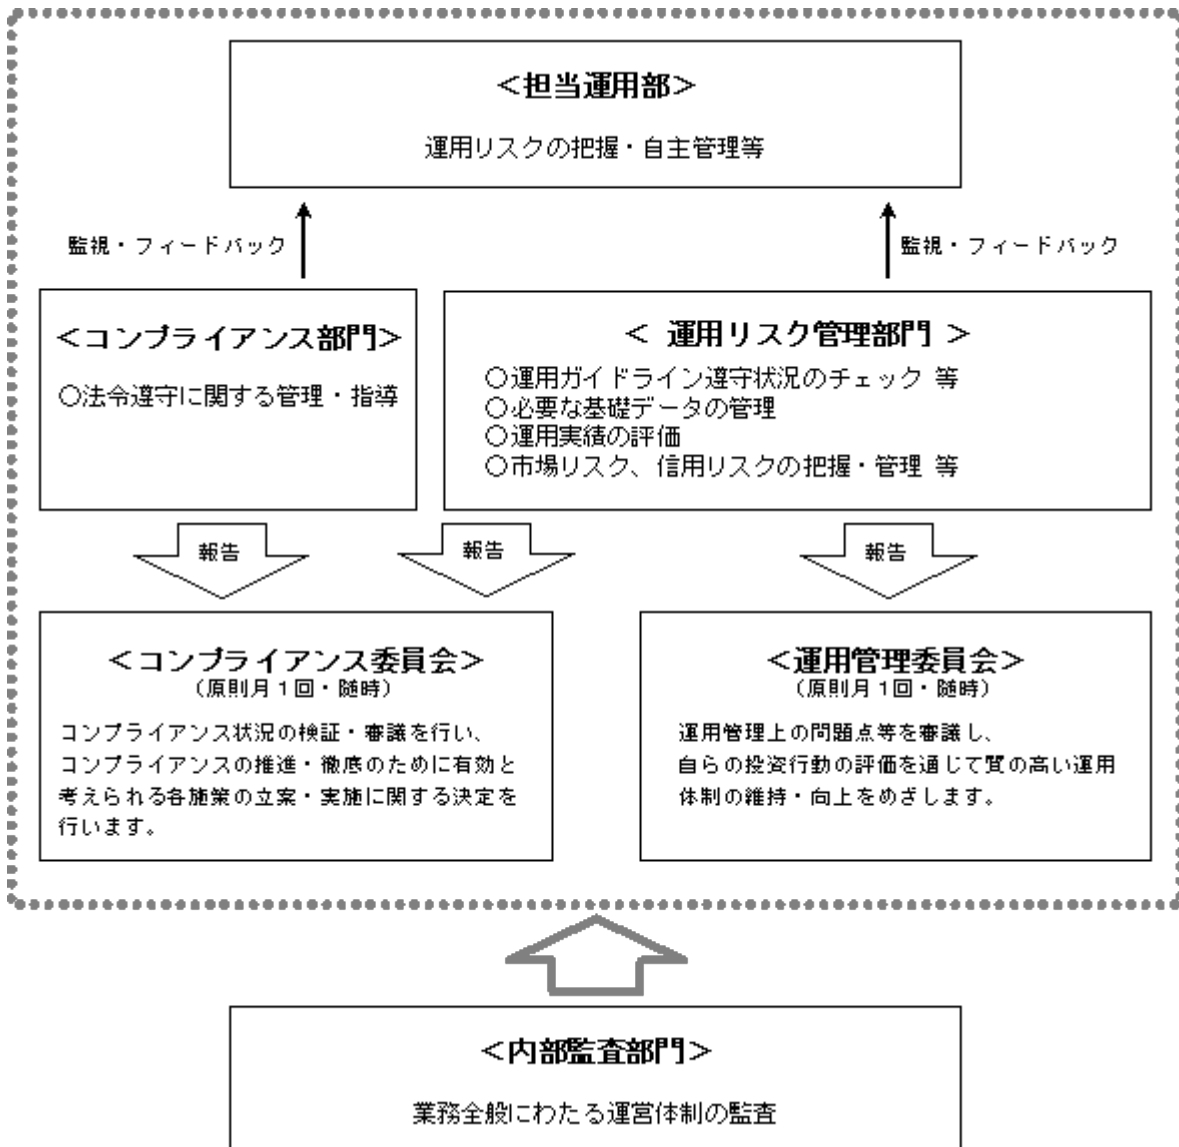 ＜担当運用部＞
運用リスクの把握・自主管理等
監視・フィードバック
監視・フィードバック
＜コンプライアンス部門＞
○法令遵守に関する管理・指導
＜ 運用リスク管理部門 ＞
○運用ガイドライン遵守状況のチェック 等
○必要な基礎データの管理
○運用実績の評価
○市場リスク、信用リスクの把握・管理 等
報告
報告
報告
＜コンプライアンス委員会＞
（原則月１回・随時）
コンプライアンス状況の検証・審議を行い、
コンプライアンスの推進・徹底のために有効と
考えられる各施策の立案・実施に関する決定を
行います。
＜運用管理委員会＞
（原則月１回・随時）
運用管理上の問題点等を審議し、
自らの投資行動の評価を通じて質の高い運用
体制の維持・向上をめざします。
＜内部監査部門＞
業務全般にわたる運営体制の監査